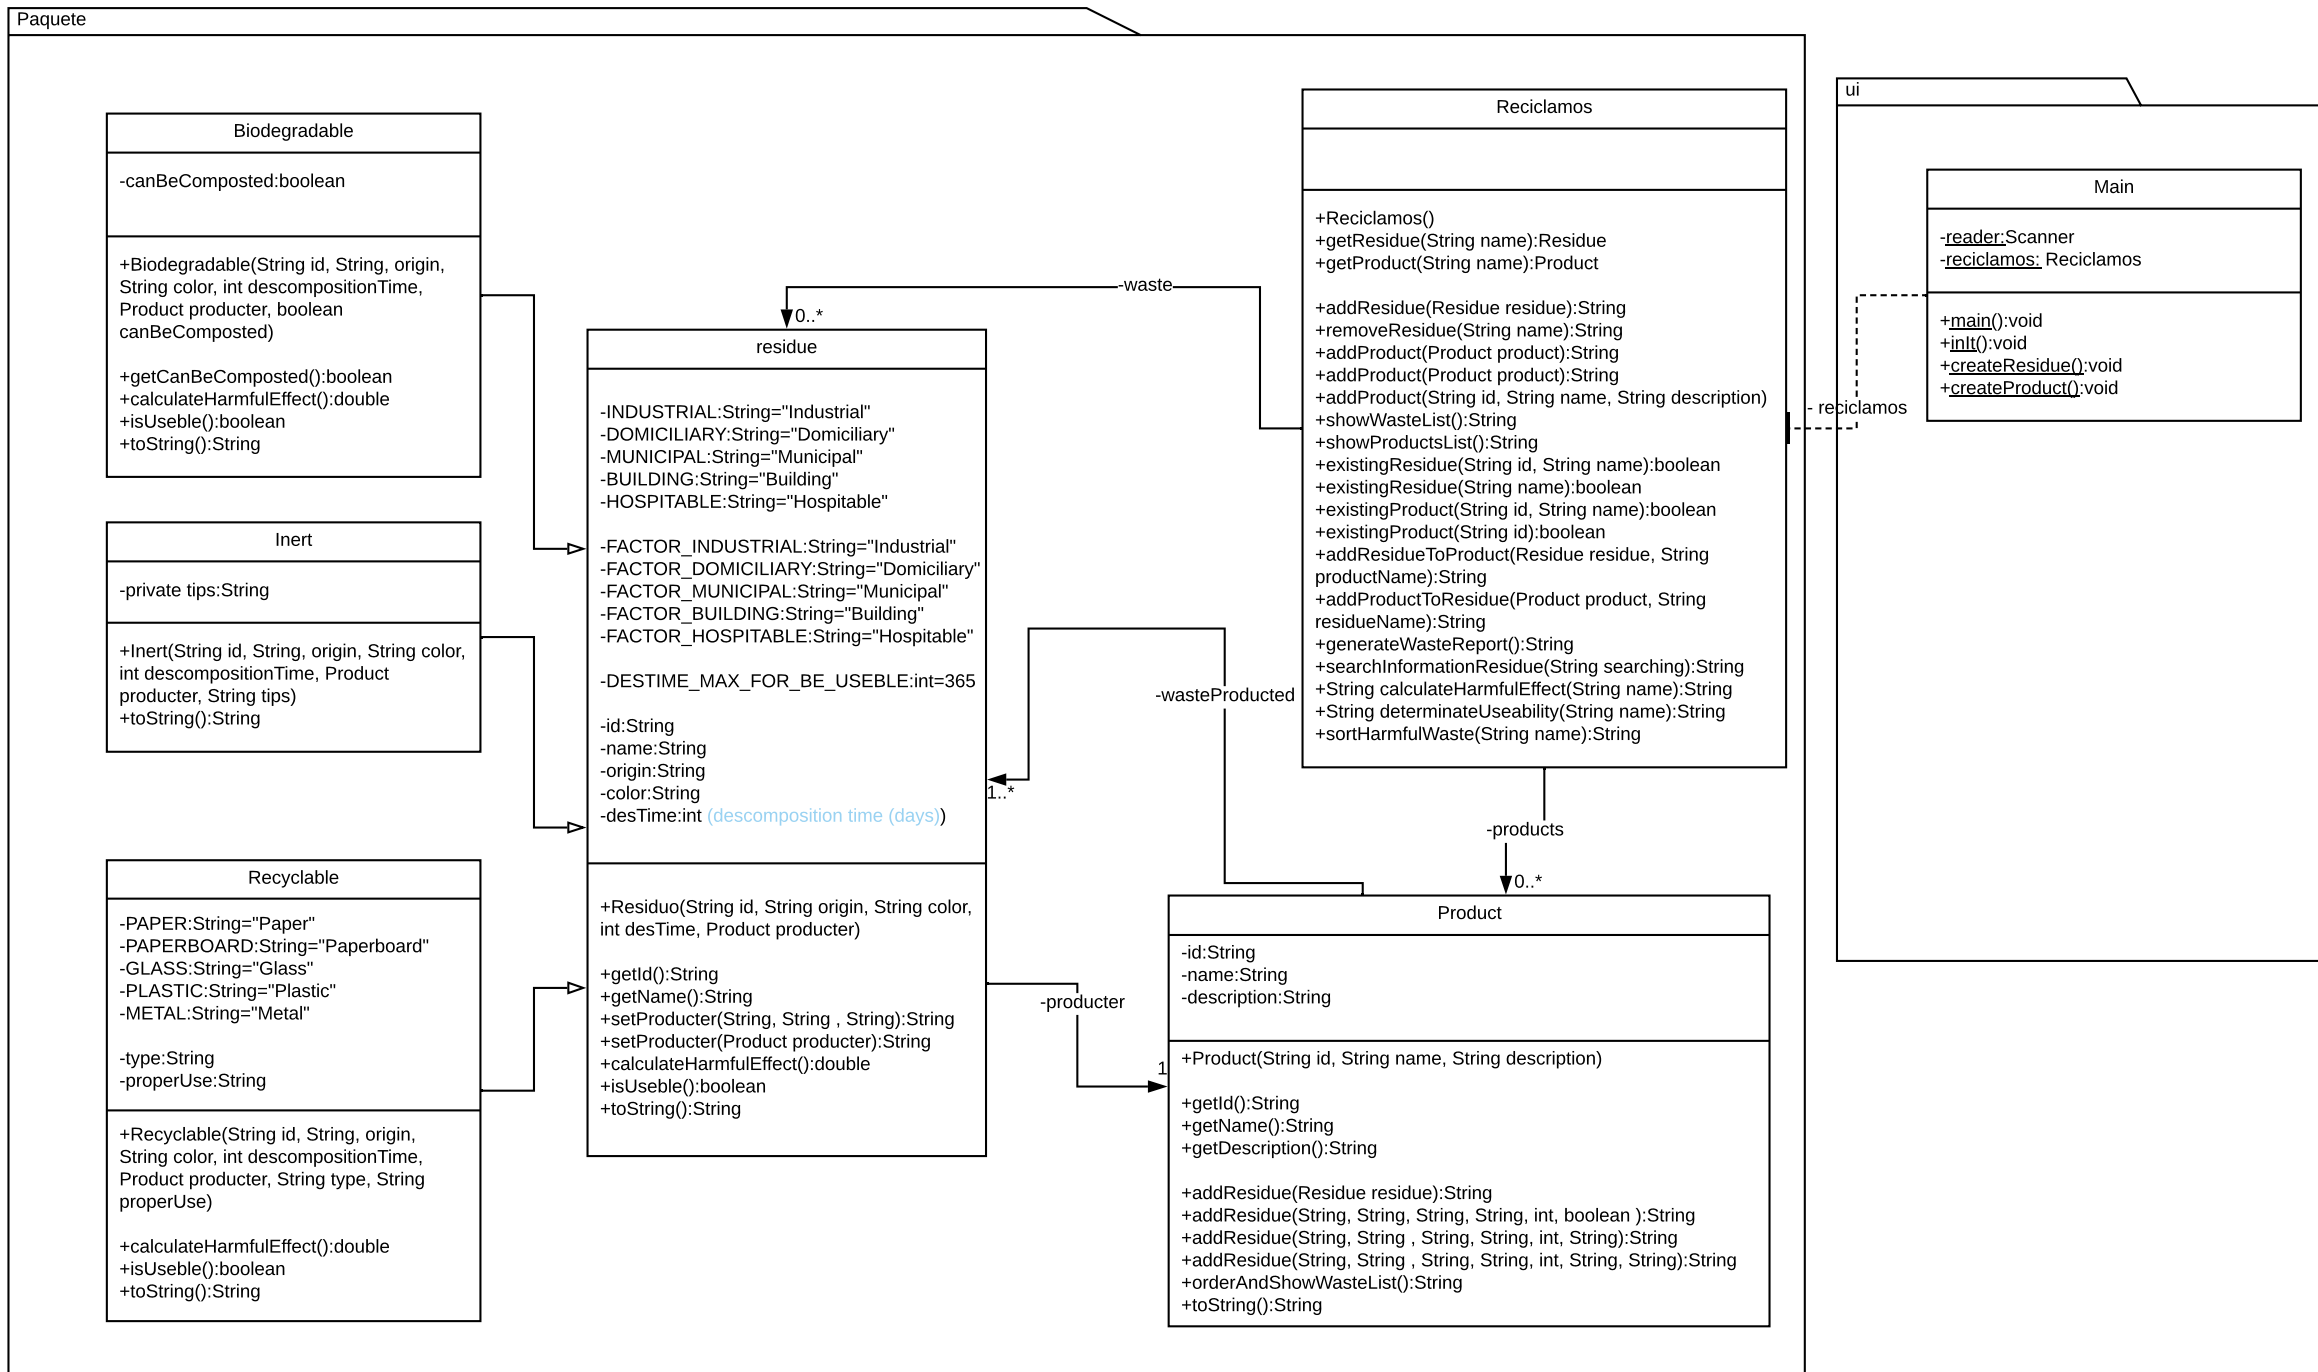 Paquete
Biodegradable
-canBeComposted:boolean
+Biodegradable(String id, String, origin,
String color, int descompositionTime,
Product producter, boolean
canBeComposted)
+getCanBeComposted():boolean
+calculateHarmfulEffect():double
+isUseble():boolean
+toString():String
Inert
-private tips:String
+Inert(String id, String, origin, String color,
int descompositionTime, Product
producter, String tips)
+toString():String
Recyclable
-PAPER:String="Paper"
-PAPERBOARD:String="Paperboard"
-GLASS:String="Glass"
-PLASTIC:String="Plastic"
-METAL:String="Metal"
-type:String
-properUse:String
+Recyclable(String id, String, origin,
String color, int descompositionTime,
Product producter, String type, String
properUse)
+calculateHarmfulEffect():double
+isUseble():boolean
+toString():String
-waste
0..*
residue
-INDUSTRIAL:String="Industrial"
-DOMICILIARY:String="Domiciliary"
-MUNICIPAL:String="Municipal"
-BUILDING:String="Building"
-HOSPITABLE:String="Hospitable"
-FACTOR_INDUSTRIAL:String="Industrial"
-FACTOR_DOMICILIARY:String="Domiciliary"
-FACTOR_MUNICIPAL:String="Municipal"
-FACTOR_BUILDING:String="Building"
-FACTOR_HOSPITABLE:String="Hospitable"
-DESTIME_MAX_FOR_BE_USEBLE:int=365
-id:String
-name:String
-origin:String
-color:String
-desTime:int (descomposition time (days))
+Residuo(String id, String origin, String color,
int desTime, Product producter)
+getId():String
+getName():String
+setProducter(String, String , String):String
+setProducter(Product producter):String
+calculateHarmfulEffect():double
+isUseble():boolean
+toString():String
-wasteProducted
1..*
-producter
1
Reciclamos
+Reciclamos()
+getResidue(String name):Residue
+getProduct(String name):Product
+addResidue(Residue residue):String
+removeResidue(String name):String
+addProduct(Product product):String
+addProduct(Product product):String
+addProduct(String id, String name, String description)
+showWasteList():String
+showProductsList():String
+existingResidue(String id, String name):boolean
+existingResidue(String name):boolean
+existingProduct(String id, String name):boolean
+existingProduct(String id):boolean
+addResidueToProduct(Residue residue, String
productName):String
+addProductToResidue(Product product, String
residueName):String
+generateWasteReport():String
+searchInformationResidue(String searching):String
+String calculateHarmfulEffect(String name):String
+String determinateUseability(String name):String
+sortHarmfulWaste(String name):String
-products
0..*
Product
-id:String
-name:String
-description:String
+Product(String id, String name, String description)
+getId():String
+getName():String
+getDescription():String
+addResidue(Residue residue):String
+addResidue(String, String, String, String, int, boolean ):String
+addResidue(String, String , String, String, int, String):String
+addResidue(String, String , String, String, int, String, String):String
+orderAndShowWasteList():String
+toString():String
- reciclamos
ui
Main
-reader:Scanner
-reciclamos: Reciclamos
+main():void
+inIt():void
+createResidue():void
+createProduct():void